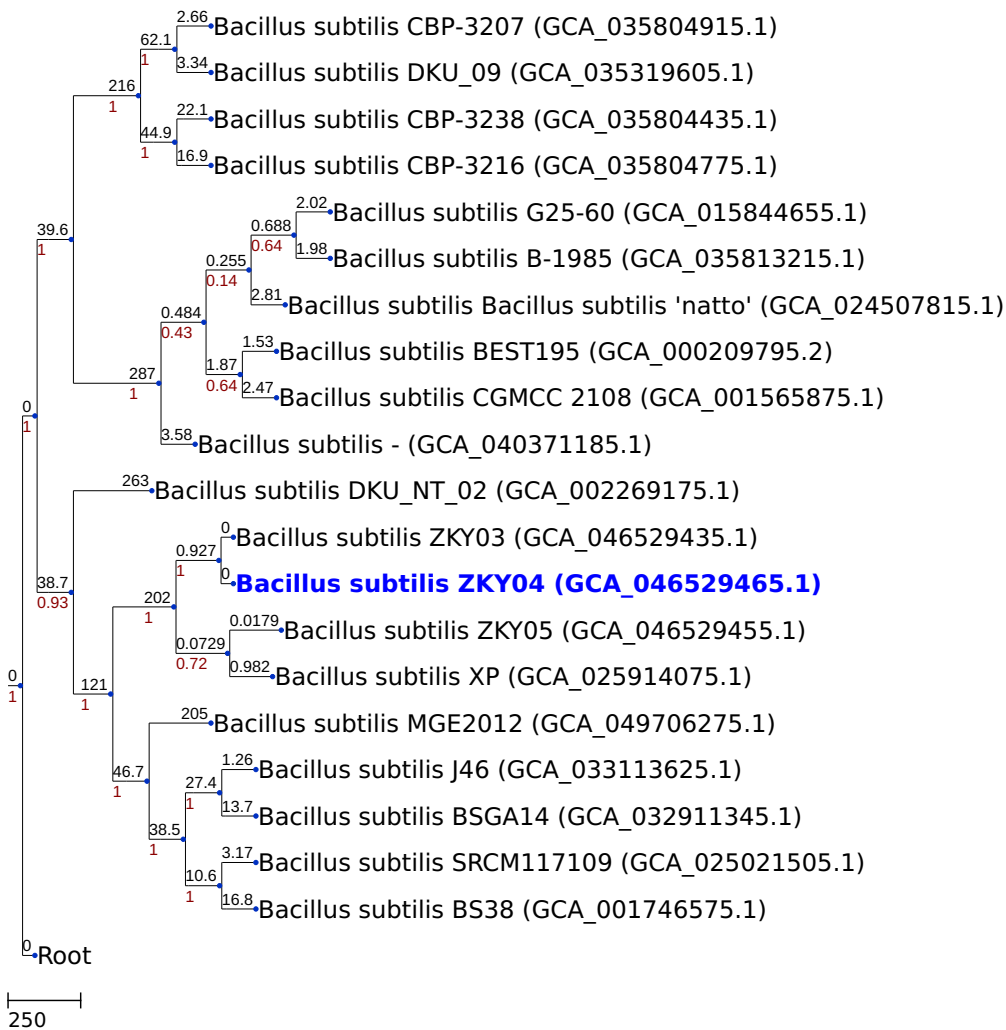 2.66
Bacillus subtilis CBP-3207 (GCA_035804915.1)
62.1
1
3.34
Bacillus subtilis DKU_09 (GCA_035319605.1)
216
1
22.1
Bacillus subtilis CBP-3238 (GCA_035804435.1)
44.9
1
16.9
Bacillus subtilis CBP-3216 (GCA_035804775.1)
39.6
1
2.02
Bacillus subtilis G25-60 (GCA_015844655.1)
0.688
0.64
1.98
Bacillus subtilis B-1985 (GCA_035813215.1)
0.255
0.14
2.81
Bacillus subtilis Bacillus subtilis 'natto' (GCA_024507815.1)
0.484
0.43
1.53
Bacillus subtilis BEST195 (GCA_000209795.2)
1.87
0.64
2.47
Bacillus subtilis CGMCC 2108 (GCA_001565875.1)
287
1
3.58
Bacillus subtilis - (GCA_040371185.1)
0
1
263
Bacillus subtilis DKU_NT_02 (GCA_002269175.1)
0
Bacillus subtilis ZKY03 (GCA_046529435.1)
0.927
1
0
Bacillus subtilis ZKY04 (GCA_046529465.1)
38.7
0.93
202
1
0.0179
Bacillus subtilis ZKY05 (GCA_046529455.1)
0.0729
0.72
0.982
Bacillus subtilis XP (GCA_025914075.1)
0
1
121
1
205
Bacillus subtilis MGE2012 (GCA_049706275.1)
46.7
1
1.26
Bacillus subtilis J46 (GCA_033113625.1)
27.4
1
13.7
Bacillus subtilis BSGA14 (GCA_032911345.1)
38.5
1
3.17
Bacillus subtilis SRCM117109 (GCA_025021505.1)
10.6
1
16.8
Bacillus subtilis BS38 (GCA_001746575.1)
0
Root
250